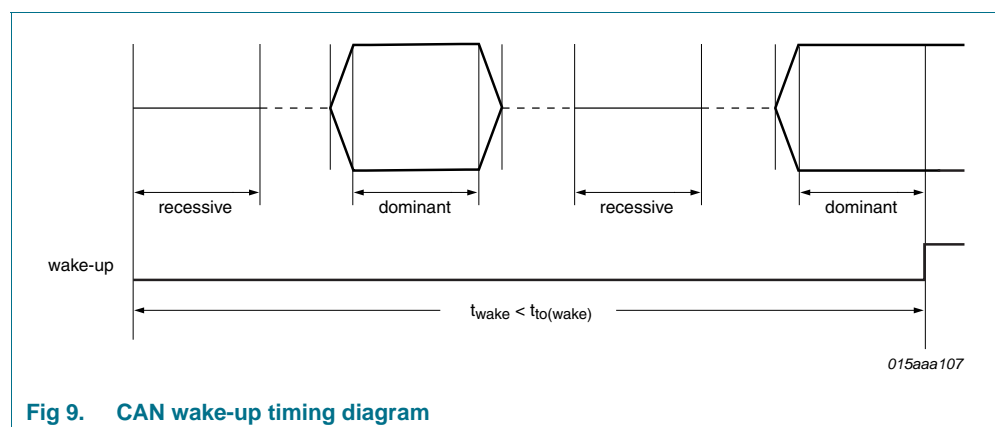 recessive dominant recessive dominant
wake-up
twake < tto(wake)
015aaa107
Fig 9. CAN wake-up timing diagram